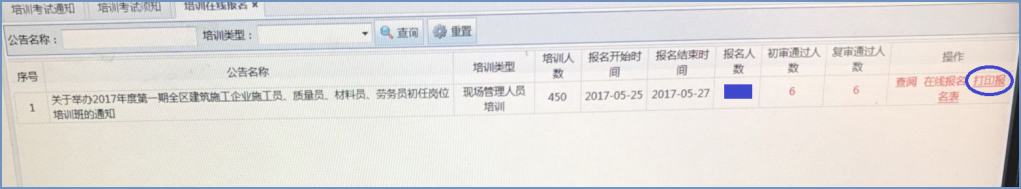 培训考试通知 培训考试须知 培训在线报名 ×
公告名称： 培训类型： 查询 重置
序号 公告名称 培训类型 培训人数 报名开始时间 报名结束时间 报名人数 初审通过人数 复审通过人数 操作
1 关于举办2017年度第一期全区建筑施工企业施工员、质量员、材料员、劳务员初任岗位培训班的通知 现场管理人员培训 450 2017-05-25 2017-05-27 6 6 查阅 在线报名 打印报名表